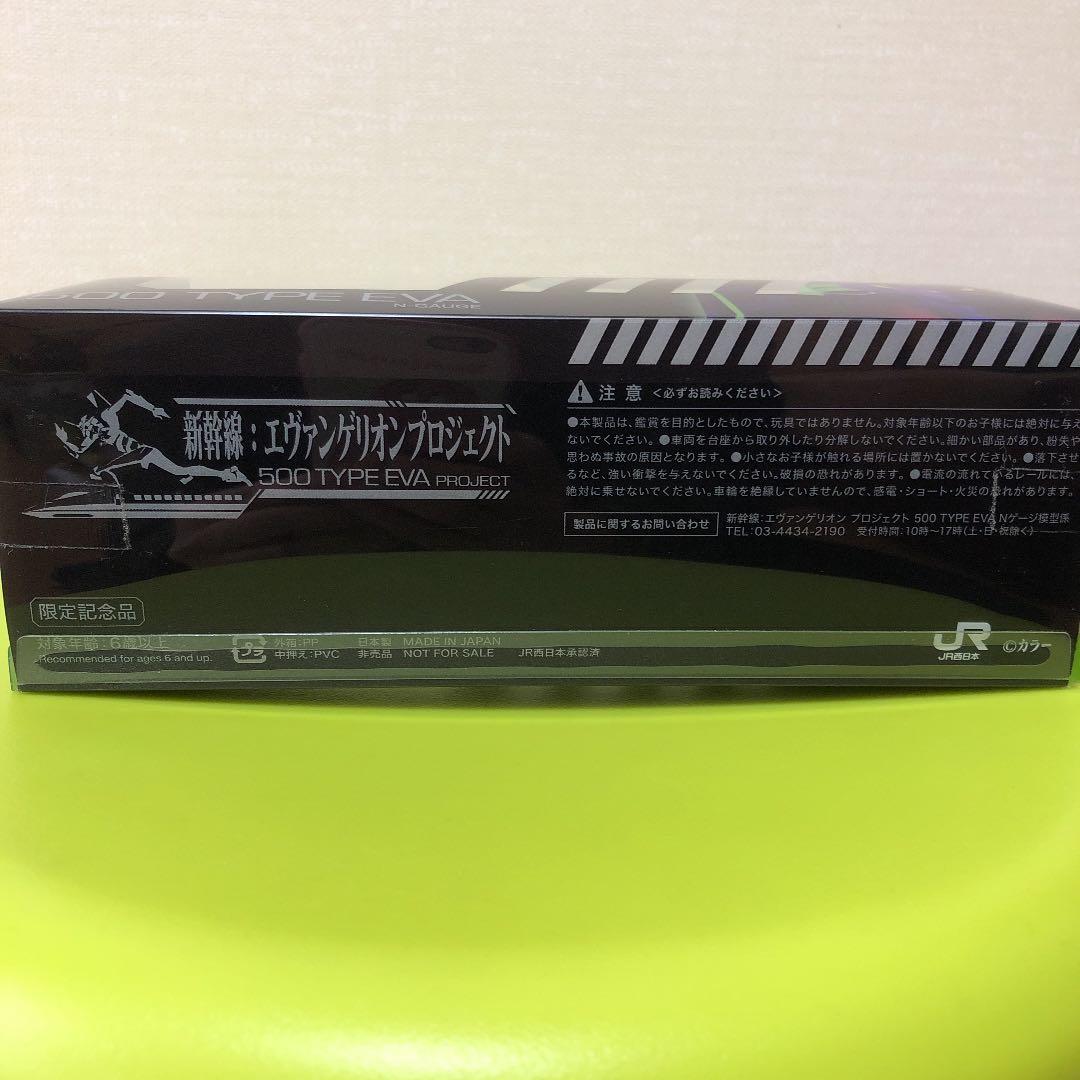 500 TYPE EVA
N-GAUGE
新幹線:エヴァンゲリオンプロジェクト
500 TYPE EVA PROJECT
注意 <必ずお読みください>
●本製品は、鑑賞を目的としたもので、玩具ではありません。対象年齢以下のお子様には絶対に与え
ないでください。●車両を台座から取り外したり分解しないでください。細かい部品があり、紛失や
思わぬ事故の原因となります。●小さなお子様が触れる場所には置かないでください。●落下させ
るなど、強い衝撃を与えないでください。破損の恐れがあります。●電流の流れてるレールには、
絶対に乗せないでください。車輪を絶縁していませんので、感電・ショート・火災の恐れがあります。
製品に関するお問い合わせ
新幹線:エヴァンゲリオン プロジェクト 500 TYPE EVA Nゲージ模型係
TEL:03-4434-2190 受付時間:10時〜17時(土・日・祝除く)
限定記念品
対象年齢:6歳以上
Recommended for ages 6 and up.
プラ
外箱:PP
中押え:PVC
日本製 MADE IN JAPAN
非売品 NOT FOR SALE JR西日本承認済
JR
JR西日本
©カラー